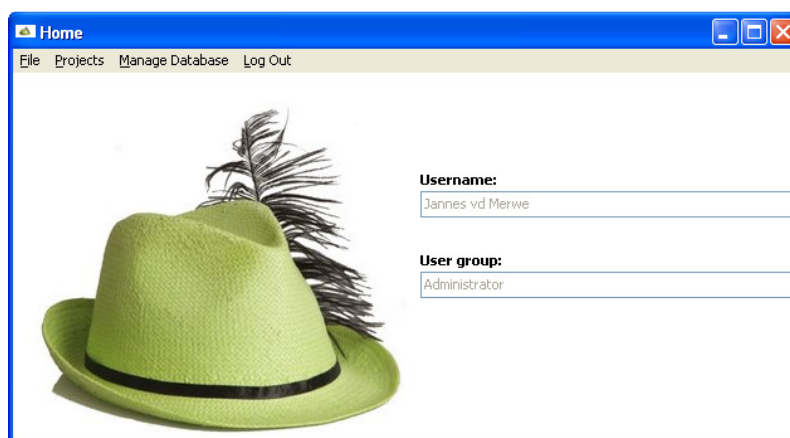 Home
File Projects Manage Database Log Out
Username:
Jannes vd Merwe
User group:
Administrator